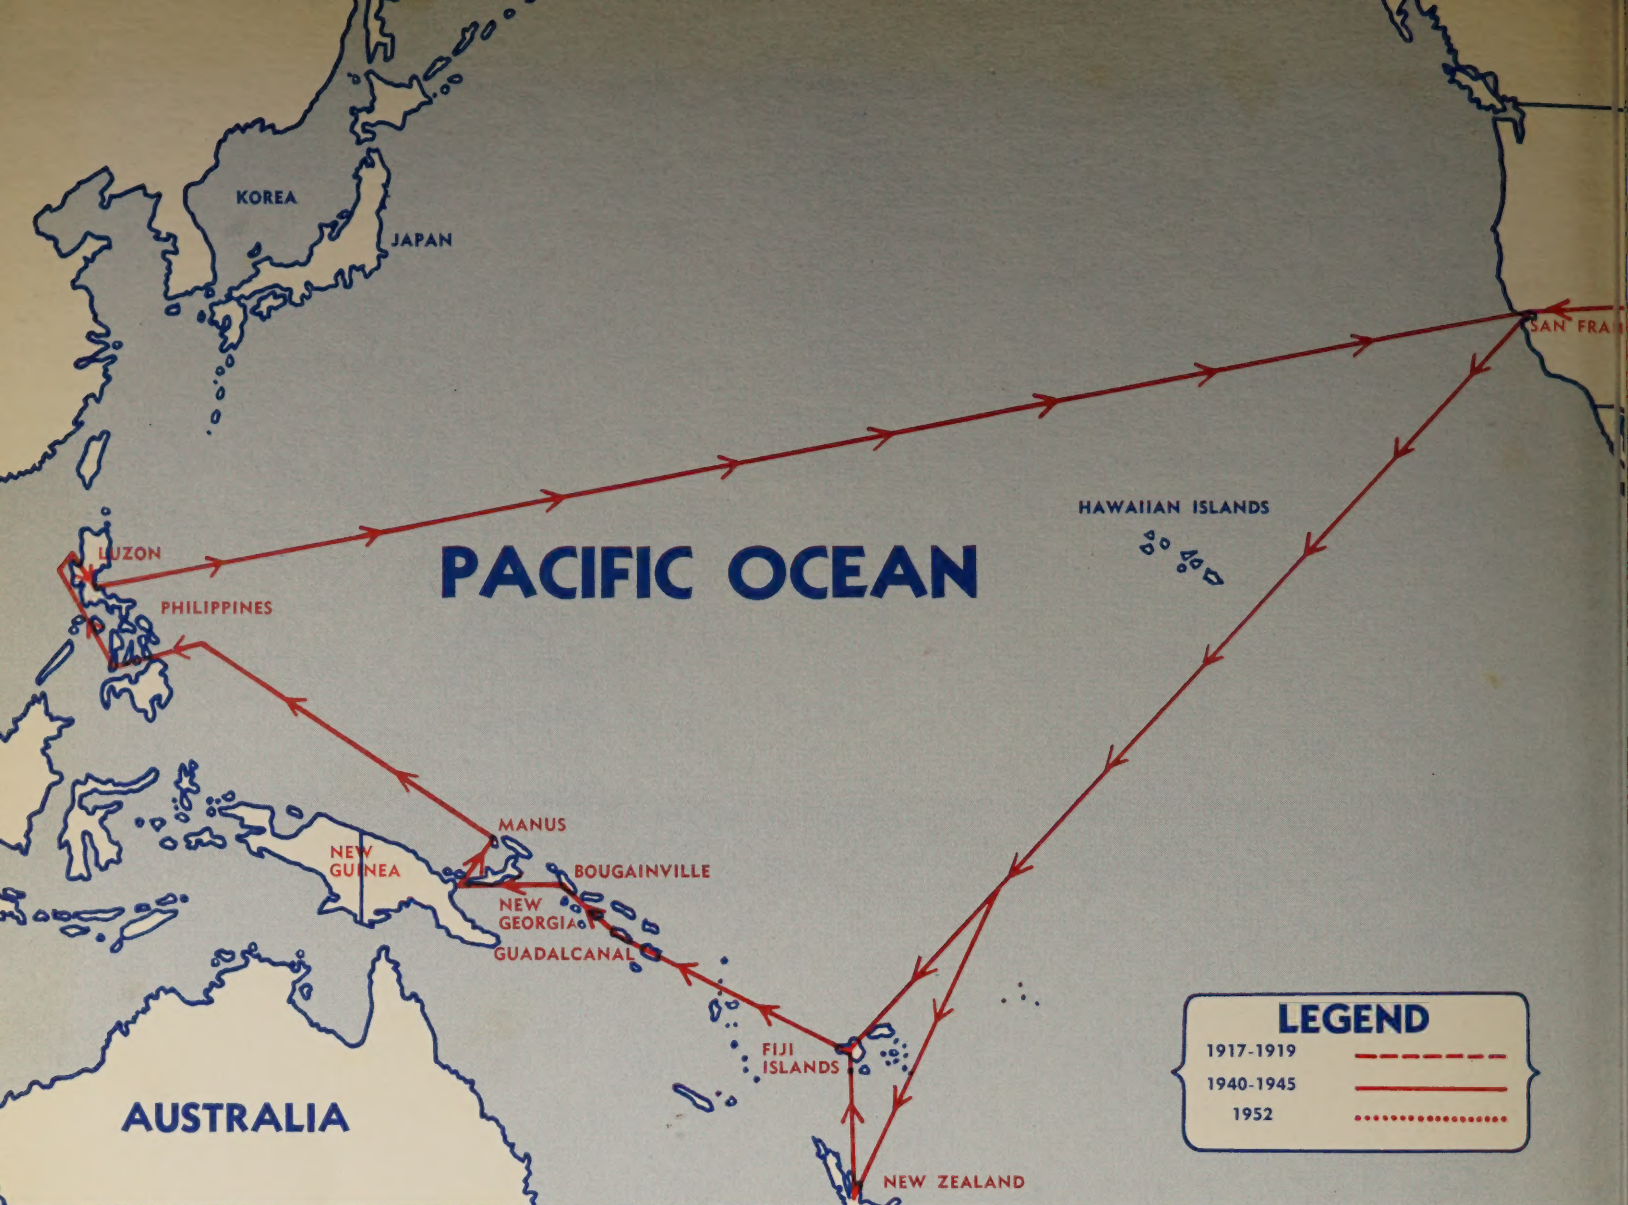 KOREA
JAPAN
SAN FRAN
HAWAIIAN ISLANDS
LUZON
PACIFIC OCEAN
PHILIPPINES
MANUS
NEW
GUINEA
BOUGAINVILLE
NEW
GEORGIA
GUADALCANAL
FIJI
ISLANDS
AUSTRALIA
NEW ZEALAND
LEGEND
1917-1919
1940-1945
1952